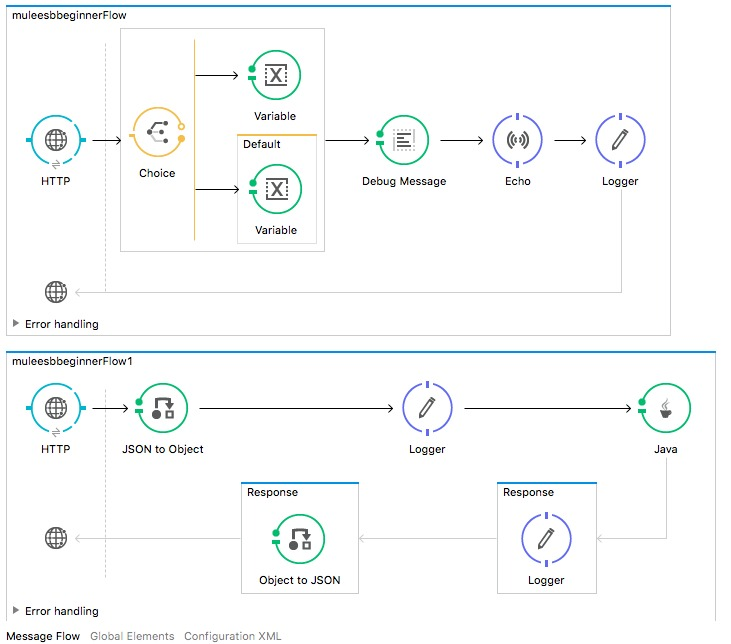 muleesbbeginnerFlow
Variable
Default
HTTP
Choice
Debug Message
Echo
Logger
Variable
Error handling
muleesbbeginnerFlow1
HTTP
JSON to Object
Logger
Java
Response
Response
Object to JSON
Logger
Error handling
Message Flow Global Elements Configuration XML